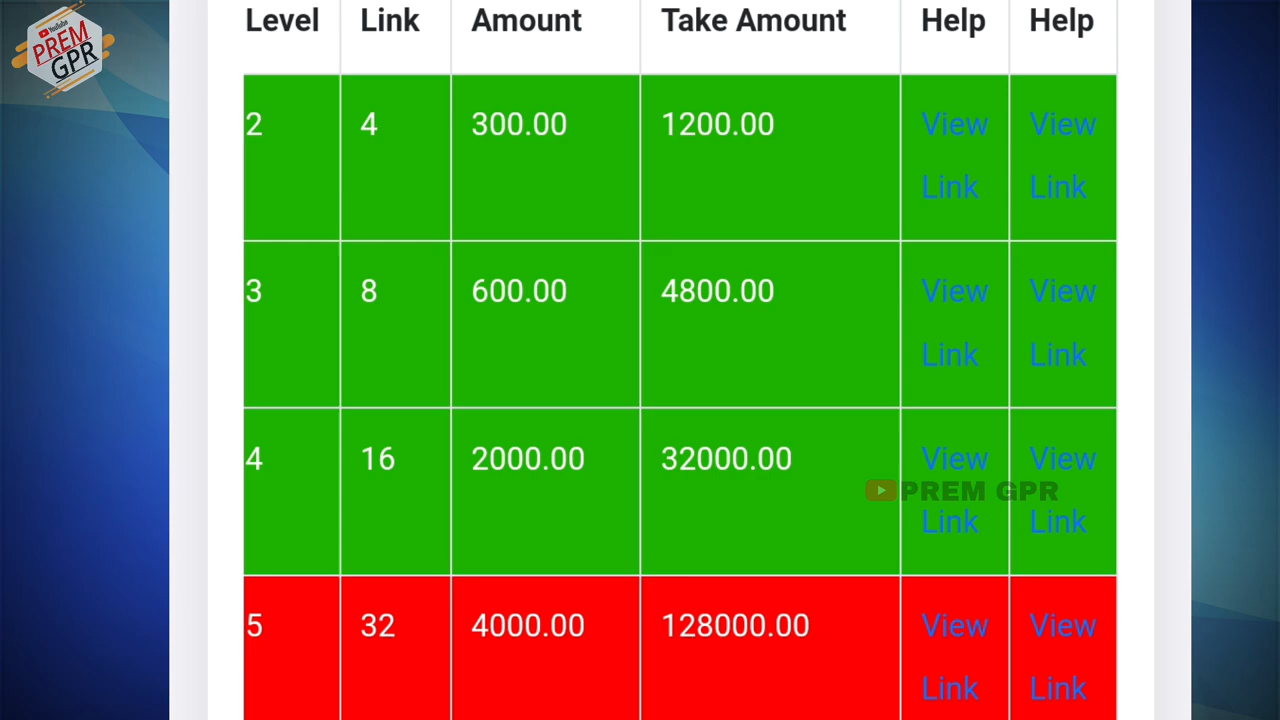 YouTube
PREM
GPR
Level Link Amount Take Amount Help Help
2 4 300.00 1200.00 View View
Link Link
3 8 600.00 4800.00 View View
Link Link
4 16 2000.00 32000.00 View View
PREM GPR
Link Link
5 32 4000.00 128000.00 View View
Link Link